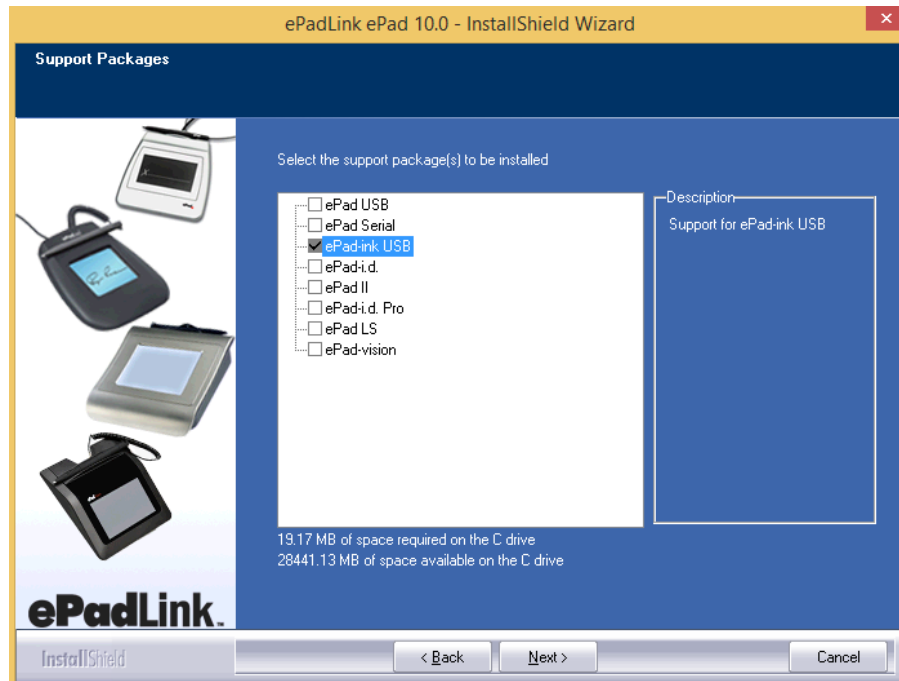 ePadLink ePad 10.0 - InstallShield Wizard
Support Packages
Select the support package(s) to be installed
ePad USB
ePad Serial
ePad-ink USB
ePad-i.d.
ePad II
ePad-i.d. Pro
ePad LS
ePad-vision
Description
Support for ePad-ink USB
19.17 MB of space required on the C drive
28441.13 MB of space available on the C drive
ePadLink™
InstallShield
< Back
Next >
Cancel